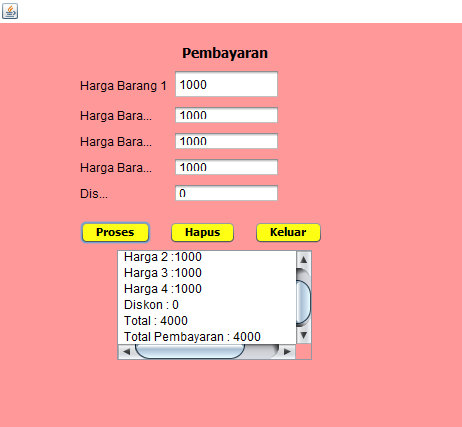 Pembayaran
Harga Barang 1 1000
Harga Bara... 1000
Harga Bara... 1000
Harga Bara... 1000
Dis... 0
Proses Hapus Keluar
Harga 2 :1000
Harga 3 :1000
Harga 4 :1000
Diskon : 0
Total : 4000
Total Pembayaran : 4000